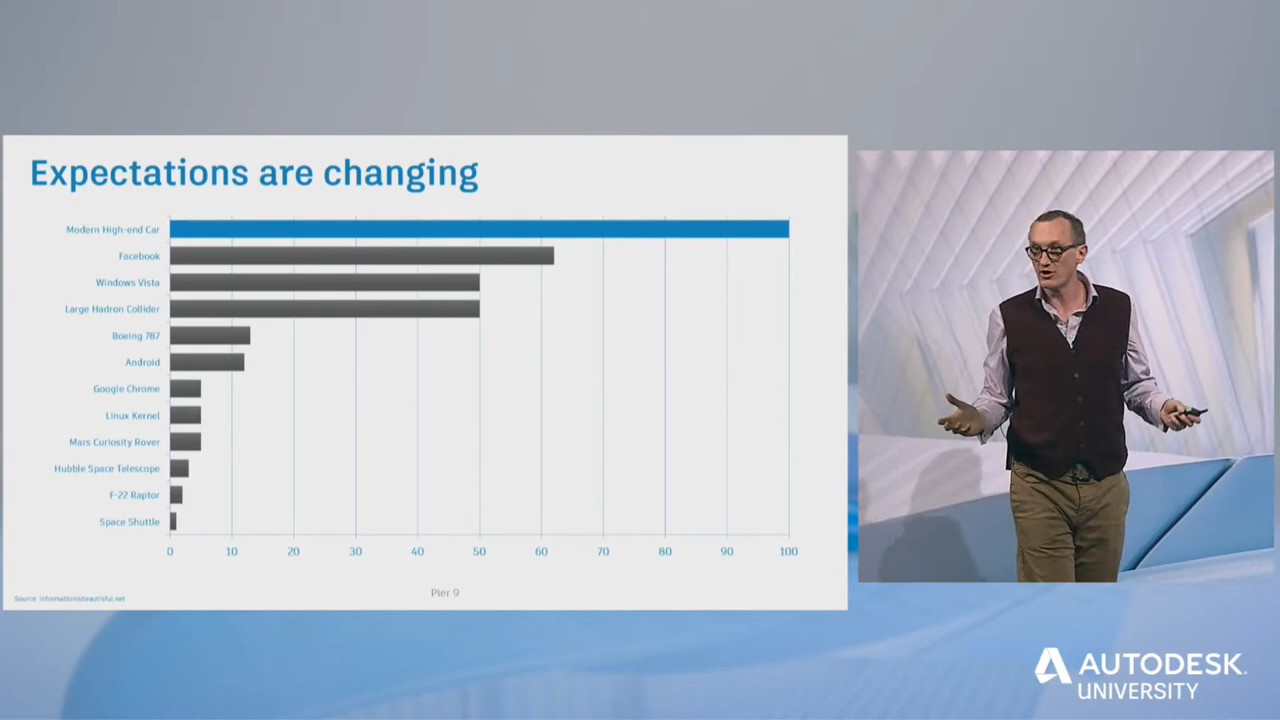 Expectations are changing
Modern High-end Car
Facebook
Windows Vista
Large Hadron Collider
Boeing 787
Android
Google Chrome
Linux Kernel
Mars Curiosity Rover
Hubble Space Telescope
F-22 Raptor
Space Shuttle
0 10 20 30 40 50 60 70 80 90 100
Pier 9
Source: informationisbeautiful.net
AUTODESK
UNIVERSITY